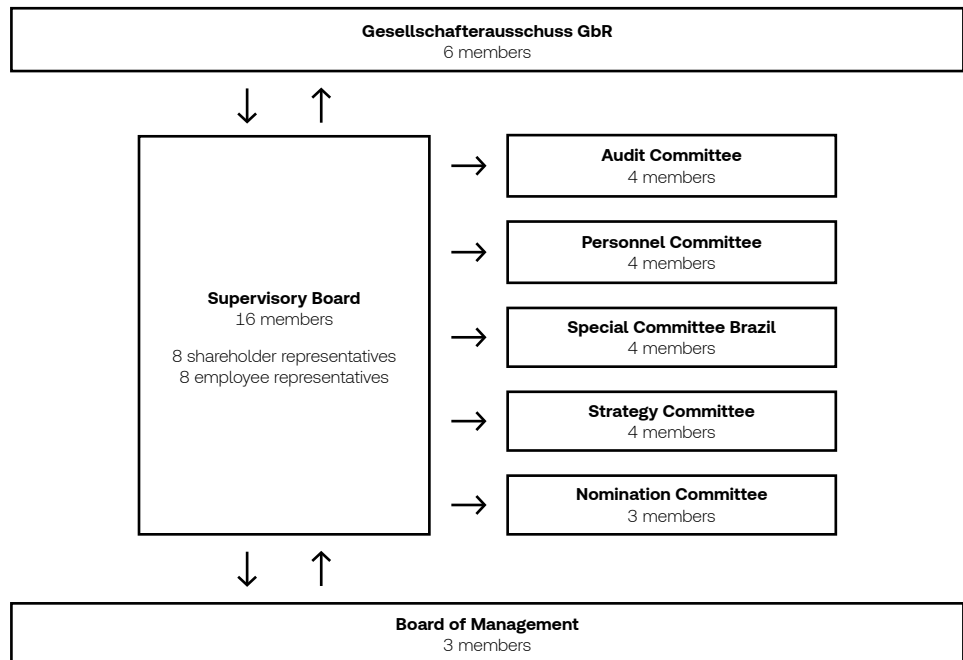 Gesellschafterausschuss GbR
6 members
Supervisory Board
16 members
8 shareholder representatives
8 employee representatives
Audit Committee
4 members
Personnel Committee
4 members
Special Committee Brazil
4 members
Strategy Committee
4 members
Nomination Committee
3 members
Board of Management
3 members